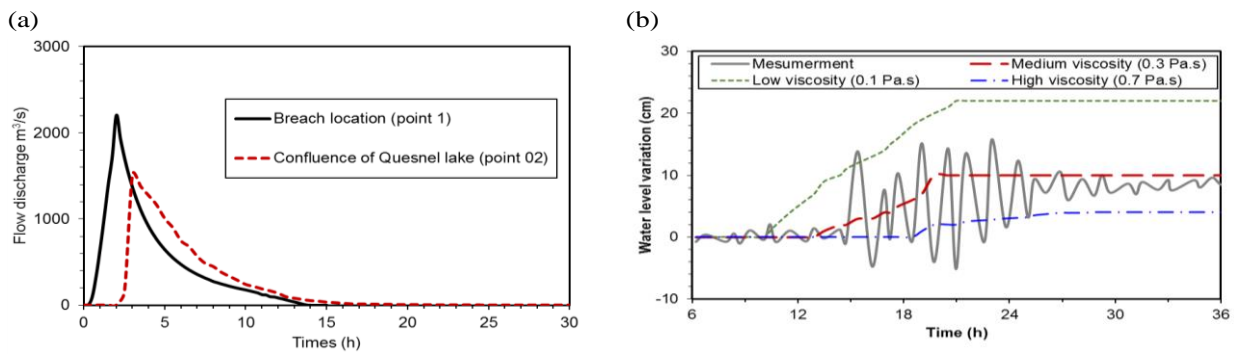 (a)
3000
2000
1000
0
Flow discharge m³/s
0 5 10 15 20 25 30
Times (h)
Breach location (point 1)
Confluence of Quesnel lake (point 02)
(b)
30
20
10
0
-10
Water level variation (cm)
6 12 18 24 30 36
Time (h)
Mesumerment
Medium viscosity (0.3 Pa.s)
Low viscosity (0.1 Pa.s)
High viscosity (0.7 Pa.s)